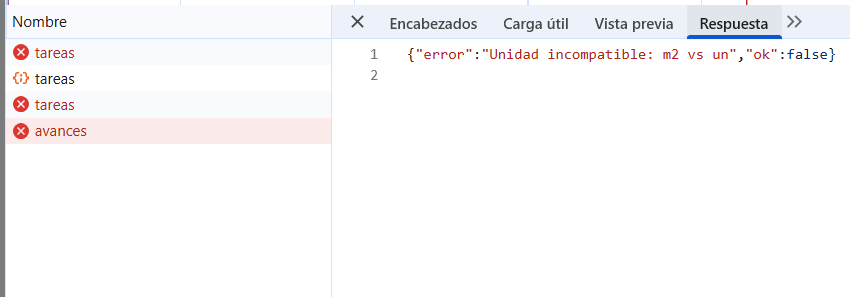 Nombre
Encabezados Carga útil Vista previa Respuesta
tareas
1 {"error":"Unidad incompatible: m2 vs un","ok":false}
2
tareas
tareas
avances